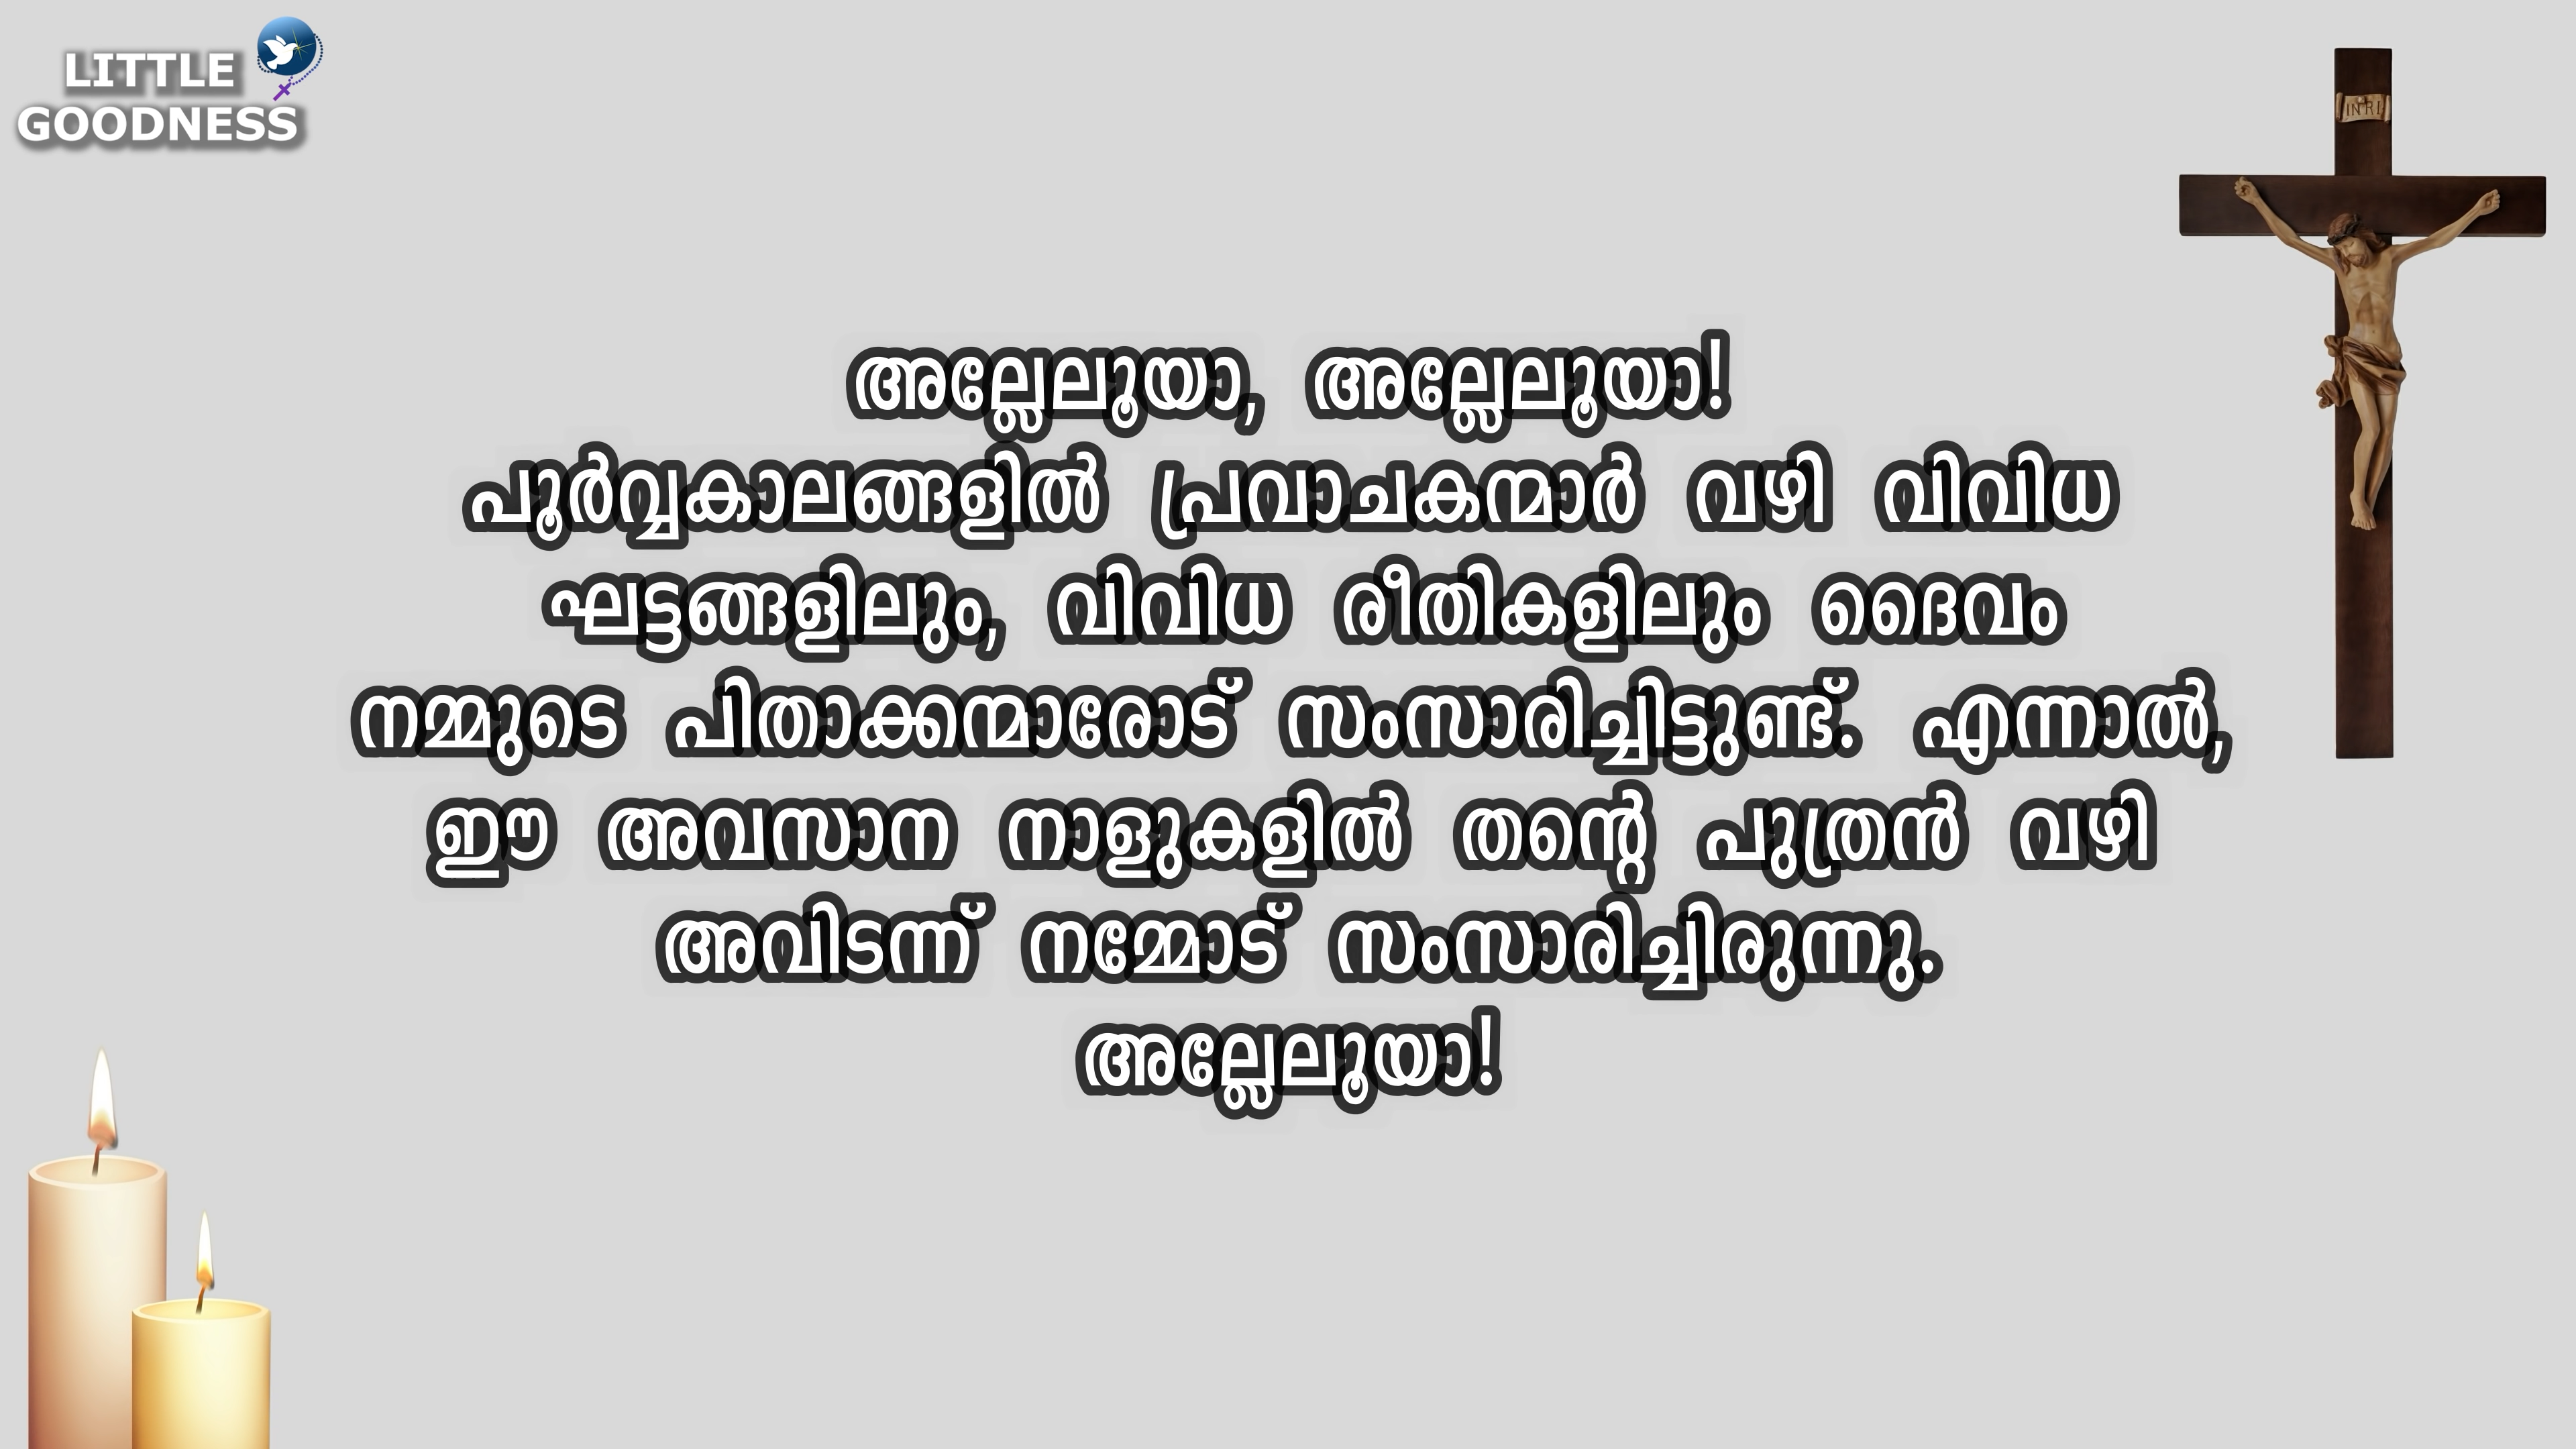 LITTLE
GOODNESS
INRI
അല്ലേലൂയാ, അല്ലേലൂയാ!
പൂർവ്വകാലങ്ങളിൽ പ്രവാചകന്മാർ വഴി വിവിധ
ഘട്ടങ്ങളിലും, വിവിധ രീതികളിലും ദൈവം
നമ്മുടെ പിതാക്കന്മാരോട് സംസാരിച്ചിട്ടുണ്ട്. എന്നാൽ,
ഈ അവസാന നാളുകളിൽ തന്റെ പുത്രൻ വഴി
അവിടന്ന് നമ്മോട് സംസാരിച്ചിരുന്നു.
അല്ലേലൂയാ!